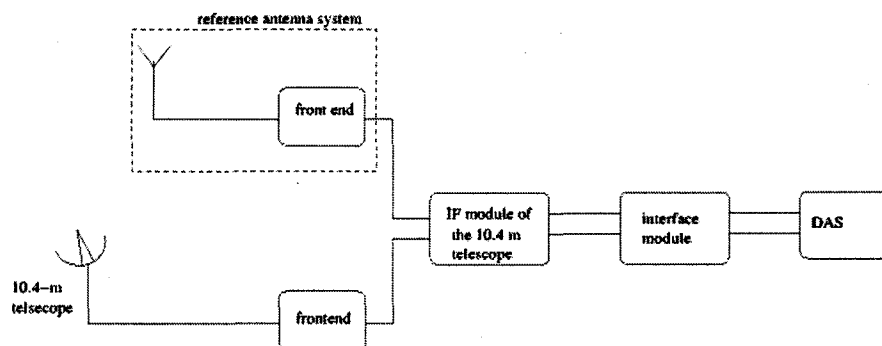 reference antenna system
front end
IF module of
the 10.4 m
telescope
interface
module
DAS
10.4-m
telsecope
frontend